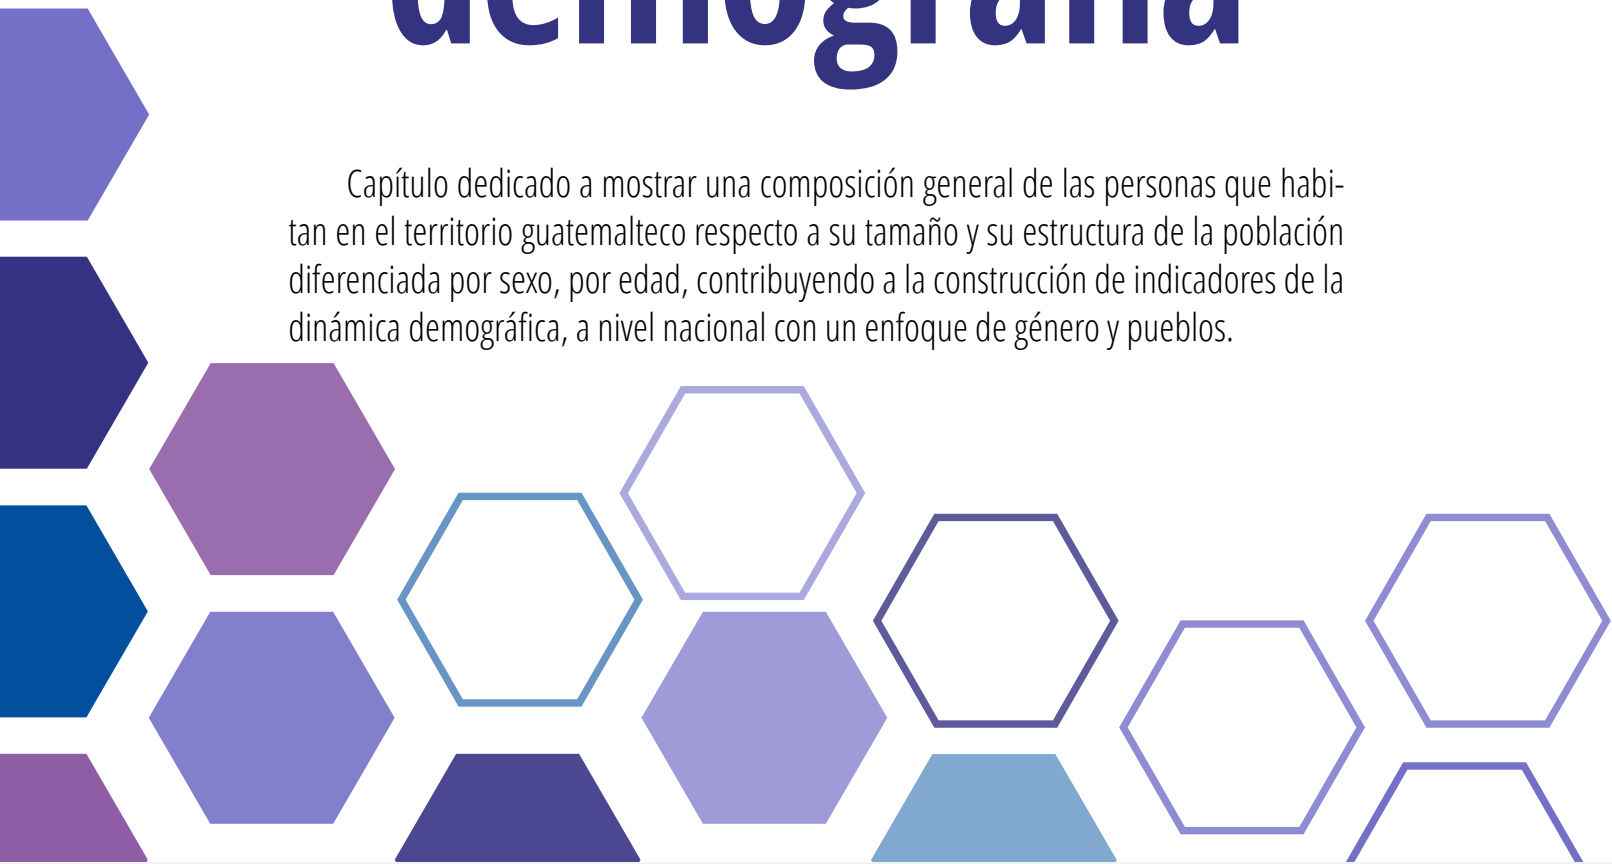 demografía
Capítulo dedicado a mostrar una composición general de las personas que habi-
tan en el territorio guatemalteco respecto a su tamaño y su estructura de la población
diferenciada por sexo, por edad, contribuyendo a la construcción de indicadores de la
dinámica demográfica, a nivel nacional con un enfoque de género y pueblos.